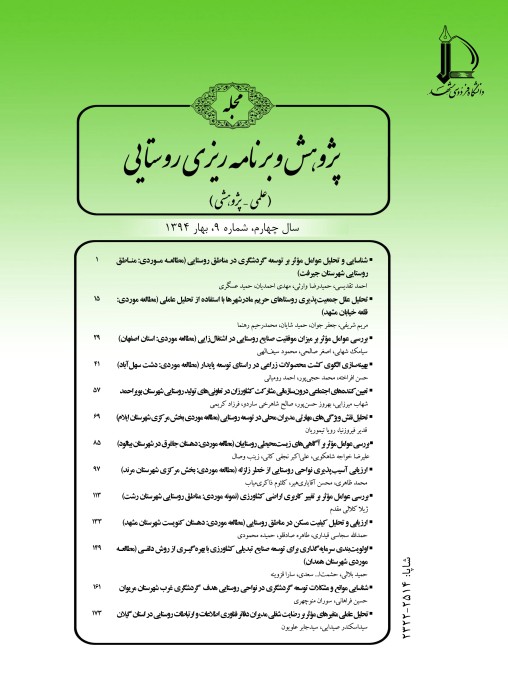 دانشگاه فردوسی مشهد
مجله
پژوهش و برنامه ریزی روستایی
(علمی - پژوهشی)
سال چهارم، شماره ۹، بهار ۱۳۹۴
▪ شناسایی و تحلیل عوامل مؤثر بر توسعه گردشگری در مناطق روستایی (مطالعه موردی: مناطق ۱
روستایی شهرستان جیرفت)
احمد تقدیسی، حمیدرضا وارثی، مهدی احمدیان، حمید عسگری
▪ تحلیل علل جمعیت‌پذیری روستاهای حریم مادرشهرها با استفاده از تحلیل عاملی (مطالعه موردی: ۱۵
قلعه خیابان مشهد)
مریم شریفی، جعفر جوان، حمید شایان، محمدرحیم رهنما
▪ بررسی عوامل مؤثر بر میزان موفقیت صنایع روستایی در اشتغال‌زایی (مطالعه موردی: استان اصفهان) ۲۹
سیامک شهابی، اصغر صالحی، محمود سیف‌الهی
▪ بهینه‌سازی الگوی کشت محصولات زراعی در راستای توسعه پایدار (مطالعه موردی: دشت سهل‌آباد) ۴۱
حسن افراخته، محمد حجی‌پور، احمد رومیانی
▪ تعیین‌کننده‌های اجتماعی درون‌سازمانی مشارکت کشاورزان در تعاونی‌های تولید روستایی شهرستان بویراحمد ۵۷
شهاب میرزایی، بهروز حسن‌پور، صالح شاهرخی ساردو، فرزاد کریمی
▪ تحلیل نقش ویژگی‌های مهارتی مدیران محلی در توسعه روستایی (مطالعه موردی بخش مرکزی شهرستان ایلام) ۶۹
قدیر فیروزنیا، رویا تیموریان
▪ بررسی عوامل مؤثر بر آگاهی‌های زیست‌محیطی روستاییان (مطالعه موردی: دهستان جاغرق در شهرستان بینالود) ۸۵
علیرضا خواجه شاهکویی، علی‌اکبر نجفی کانی، زینب وصال
▪ ارزیابی آسیب‌پذیری نواحی روستایی از خطر زلزله (مطالعه موردی: بخش مرکزی شهرستان مرند) ۹۷
محمد ظاهری، محسن آقایاری‌هیر، کلثوم ذاکری‌میاب
▪ بررسی عوامل مؤثر بر تغییر کاربری اراضی کشاورزی (نمونه موردی: مناطق روستایی شهرستان رشت) ۱۱۳
ژیلا کلالی مقدم
▪ ارزیابی و تحلیل کیفیت مسکن در مناطق روستایی (مطالعه موردی: دهستان کنویست شهرستان مشهد) ۱۳۳
حمدالله سجاسی قیداری، طاهره صادقلو، حمیده محمودی
▪ اولویت‌بندی سرمایه‌گذاری برای توسعه صنایع تبدیلی کشاورزی با بهره‌گیری از روش دلفی (مطالعه ۱۴۹
موردی شهرستان همدان)
حمید بلالی، حشمت‌ا... سعدی، سارا قزوینه
▪ شناسایی موانع و مشکلات توسعه گردشگری در نواحی روستایی هدف گردشگری غرب شهرستان مریوان ۱۶۱
حسین فراهانی، سوران منوچهری
▪ تحلیل عاملی متغیرهای مؤثر بر رضایت شغلی مدیران دفاتر فناوری اطلاعات و ارتباطات روستایی در استان گیلان ۱۷۳
سیداسکندر صیدایی، سیدجابر علویون
شاپا: ۲۵۱۴-۲۳۲۲